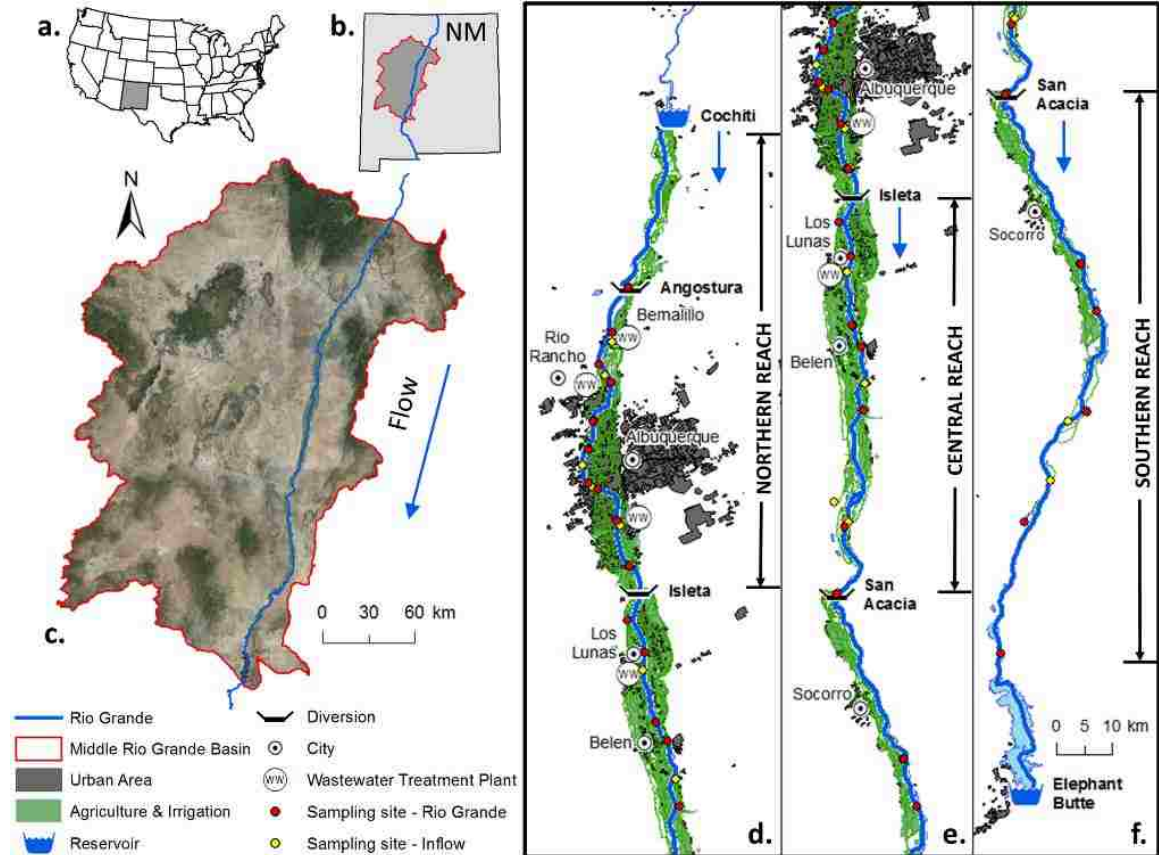 a.
b.
NM
N
Flow
0 30 60 km
c.
Rio Grande
Middle Rio Grande Basin
Urban Area
Agriculture & Irrigation
Reservoir
Diversion
City
WW
Wastewater Treatment Plant
Sampling site - Rio Grande
Sampling site - Inflow
Cochiti
Angostura
Bernalillo
Rio
Rancho
WW
WW
Albuquerque
WW
Isleta
Los
Lunas
WW
Belen
NORTHERN REACH
d.
Albuquerque
WW
Isleta
Los
Lunas
WW
Belen
San
Acacia
Socorro
CENTRAL REACH
e.
San
Acacia
Socorro
SOUTHERN REACH
0 5 10 km
Elephant
Butte
f.